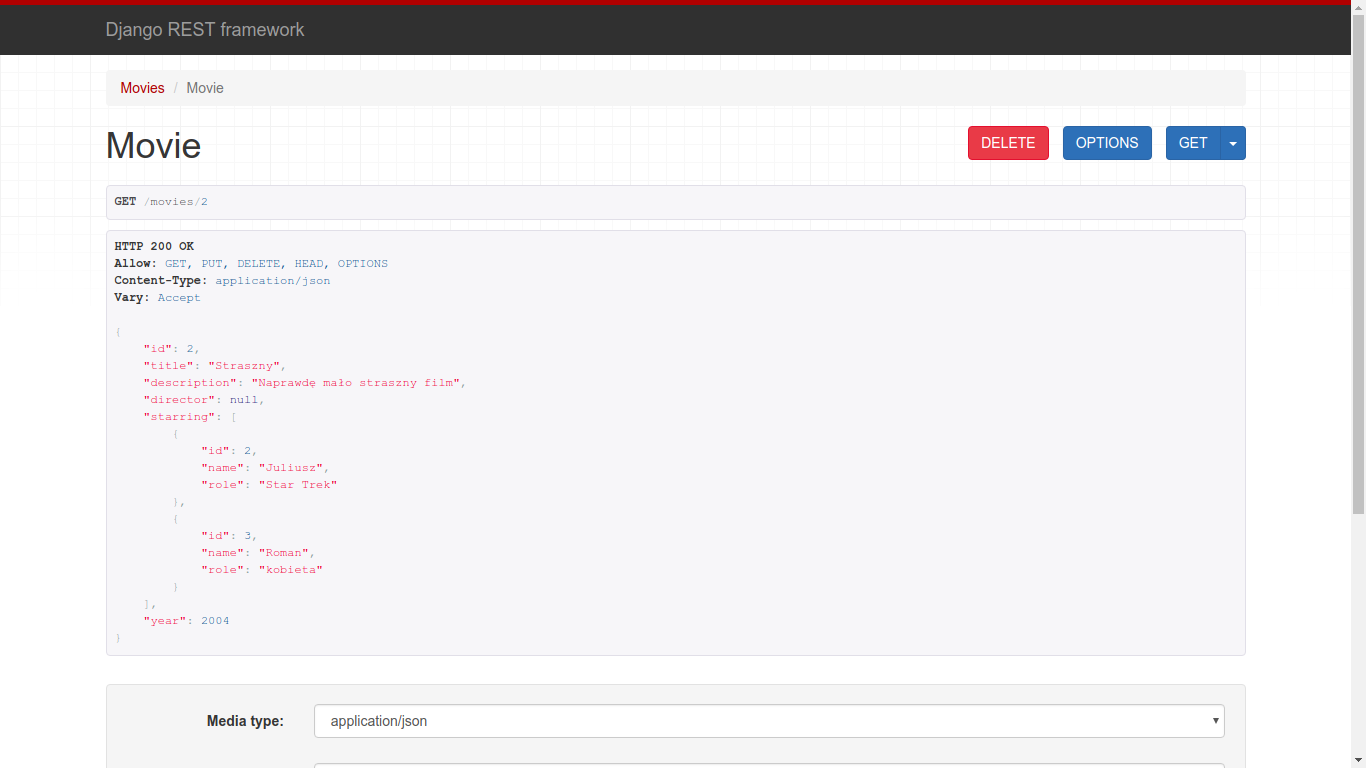 Django REST framework
Movies / Movie
Movie
DELETE OPTIONS GET
GET /movies/2
HTTP 200 OK
Allow: GET, PUT, DELETE, HEAD, OPTIONS
Content-Type: application/json
Vary: Accept
{
    "id": 2,
    "title": "Straszny",
    "description": "Naprawdę mało straszny film",
    "director": null,
    "starring": [
        {
            "id": 2,
            "name": "Juliusz",
            "role": "Star Trek"
        },
        {
            "id": 3,
            "name": "Roman",
            "role": "kobieta"
        }
    ],
    "year": 2004
}
Media type: application/json